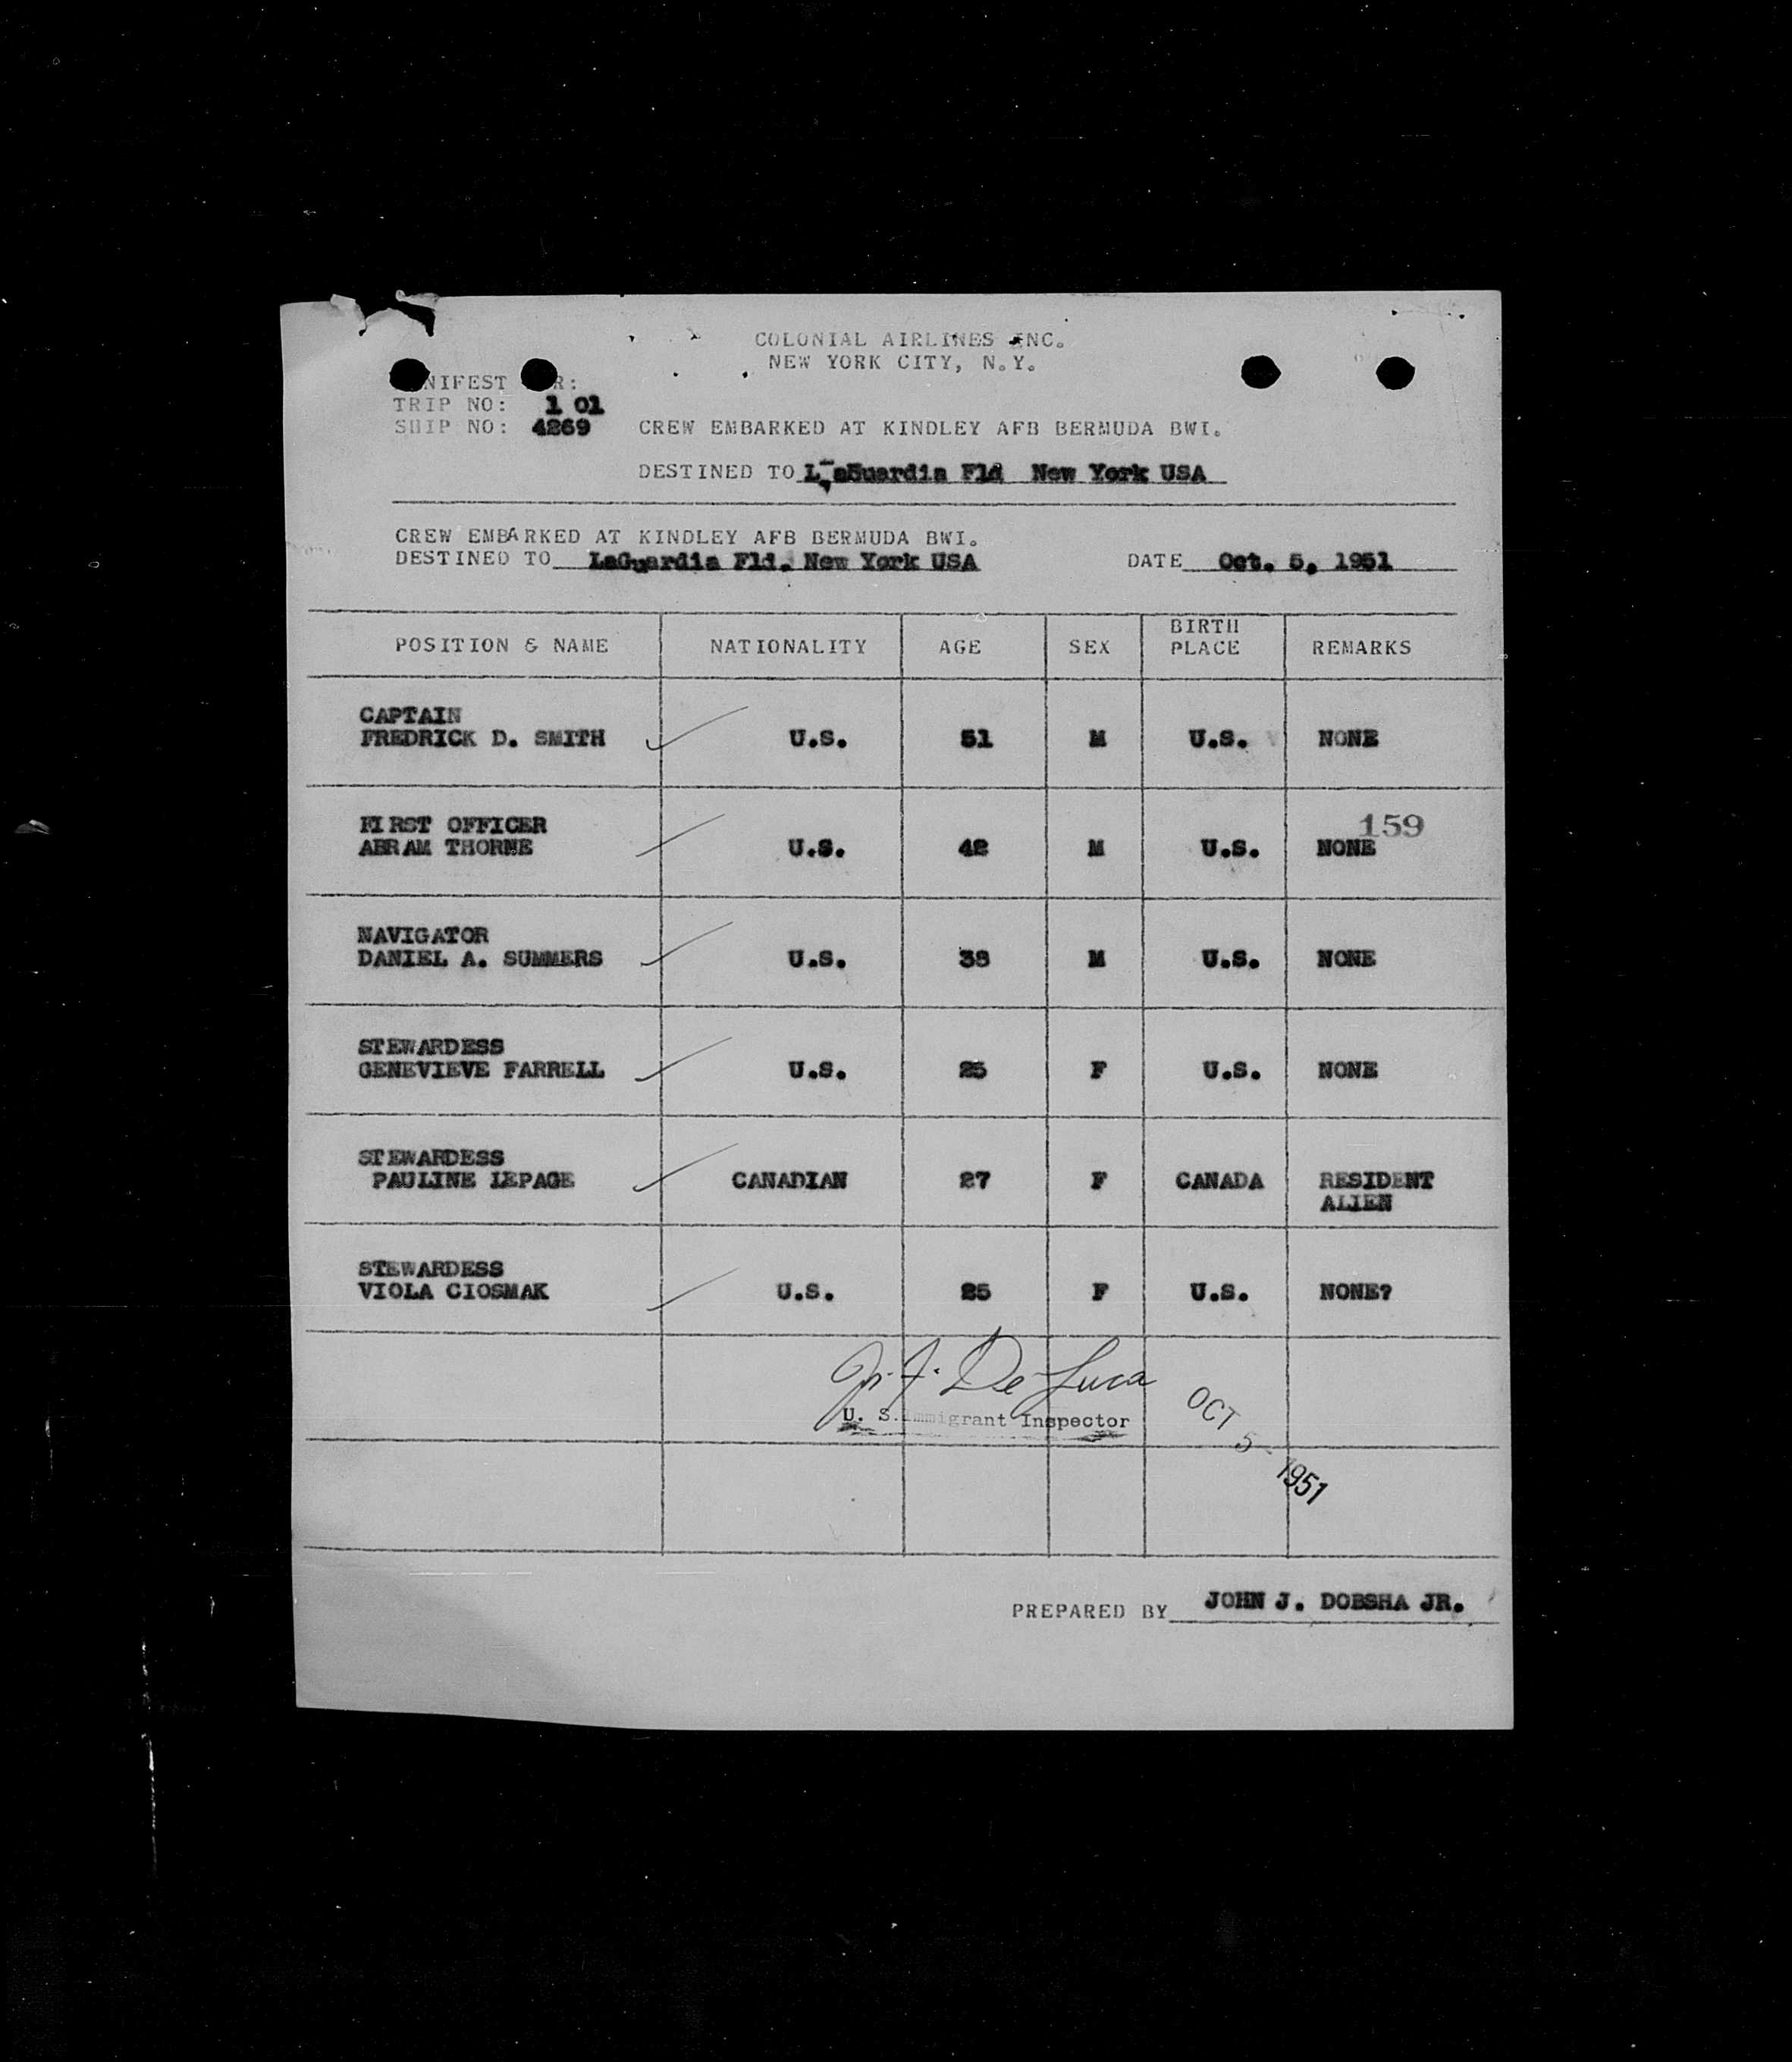 COLONIAL AIRLINES INC.
NEW YORK CITY, N.Y.
TRIP NO: 1 01
SHIP NO: 4269 CREW EMBARKED AT KINDLEY AFB BERMUDA BWI.
DESTINED TO LaGuardia Fld New York USA
CREW EMBARKED AT KINDLEY AFB BERMUDA BWI.
DESTINED TO LaGuardia Fld. New York USA DATE Oct. 5, 1951
POSITION & NAME NATIONALITY AGE SEX BIRTH PLACE REMARKS
CAPTAIN
FREDRICK D. SMITH U.S. 51 M U.S. NONE
159
FIRST OFFICER
ABRAM THORNE U.S. 42 M U.S. NONE
NAVIGATOR
DANIEL A. SUMMERS U.S. 38 M U.S. NONE
STEWARDESS
GENEVIEVE FARRELL U.S. 25 F U.S. NONE
STEWARDESS
PAULINE LEPAGE CANADIAN 27 F CANADA RESIDENT
ALIEN
STEWARDESS
VIOLA CIOSMAK U.S. 25 F U.S. NONE?
De Luca
U. S. Immigrant Inspector
OCT 5 - 1951
PREPARED BY JOHN J. DOBSHA JR.